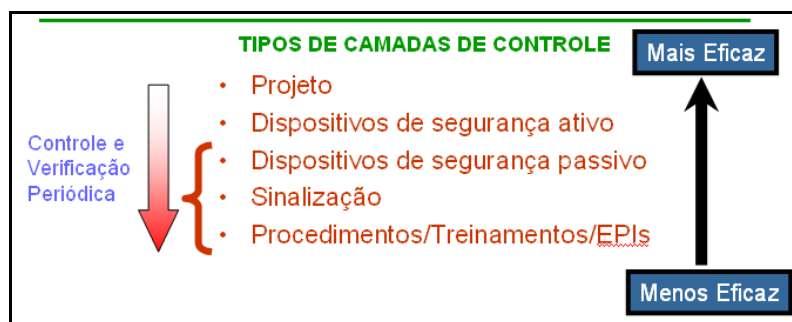 TIPOS DE CAMADAS DE CONTROLE
Mais Eficaz
• Projeto
• Dispositivos de segurança ativo
Controle e
Verificação
Periódica
• Dispositivos de segurança passivo
• Sinalização
• Procedimentos/Treinamentos/EPIs
Menos Eficaz